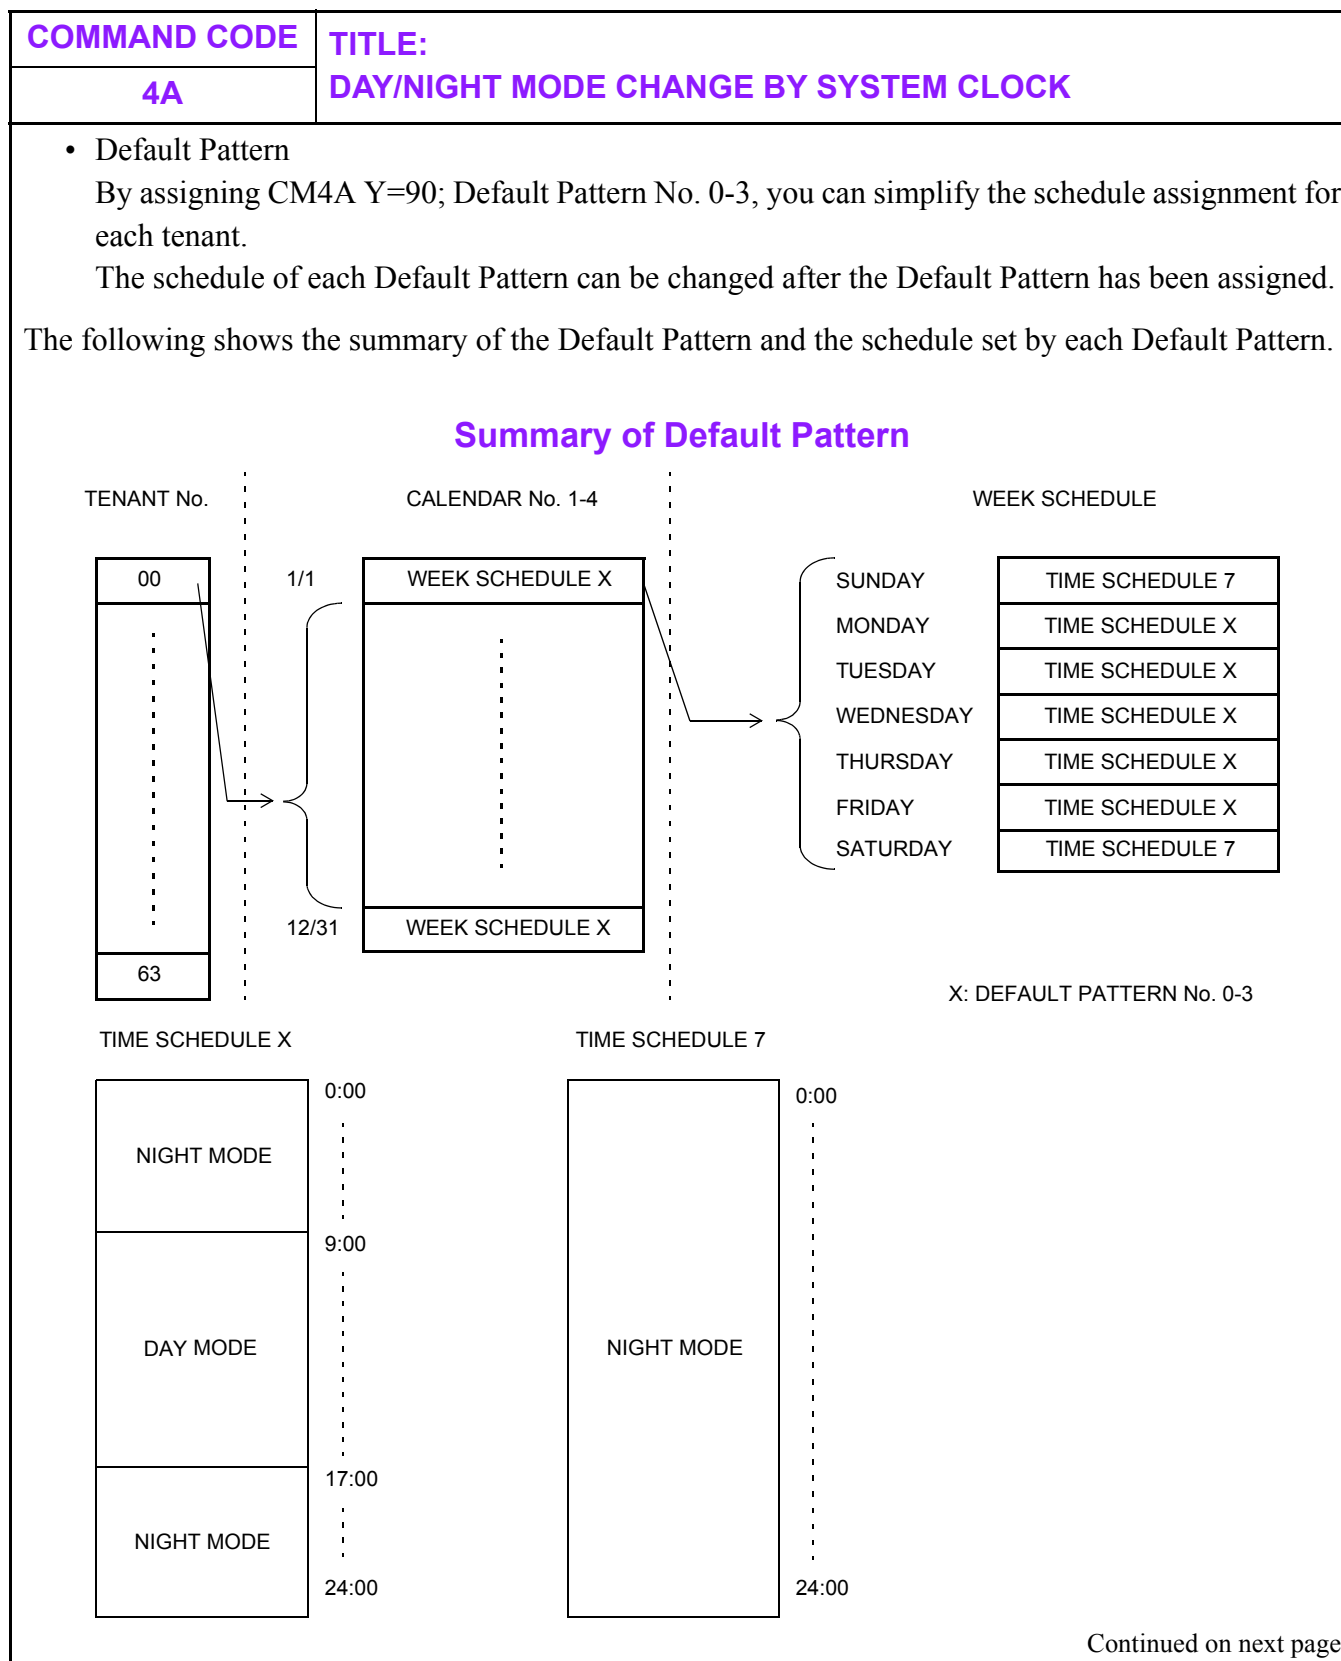 COMMAND CODE
4A
TITLE:
DAY/NIGHT MODE CHANGE BY SYSTEM CLOCK
• Default Pattern
By assigning CM4A Y=90; Default Pattern No. 0-3, you can simplify the schedule assignment for
each tenant.
The schedule of each Default Pattern can be changed after the Default Pattern has been assigned.
The following shows the summary of the Default Pattern and the schedule set by each Default Pattern.
Summary of Default Pattern
TENANT No.
CALENDAR No. 1-4
WEEK SCHEDULE
00
63
1/1
WEEK SCHEDULE X
12/31
WEEK SCHEDULE X
SUNDAY TIME SCHEDULE 7
MONDAY TIME SCHEDULE X
TUESDAY TIME SCHEDULE X
WEDNESDAY TIME SCHEDULE X
THURSDAY TIME SCHEDULE X
FRIDAY TIME SCHEDULE X
SATURDAY TIME SCHEDULE 7
X: DEFAULT PATTERN No. 0-3
TIME SCHEDULE X
0:00
NIGHT MODE
9:00
DAY MODE
17:00
NIGHT MODE
24:00
TIME SCHEDULE 7
0:00
NIGHT MODE
24:00
Continued on next page